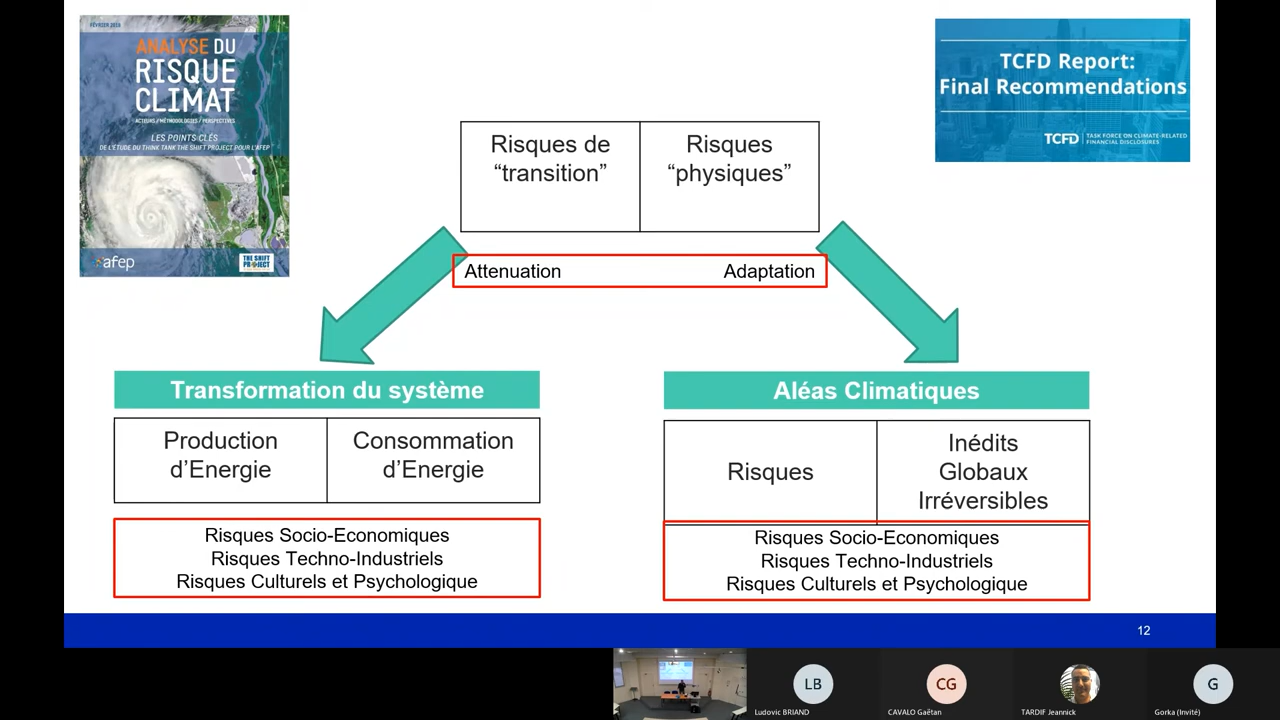 FÉVRIER 2018
ANALYSE DU
RISQUE
CLIMAT
ACTEURS / MÉTHODOLOGIES / PERSPECTIVES
LES POINTS CLÉS
DE L'ÉTUDE DU THINK TANK THE SHIFT PROJECT POUR L'AFEP
afep
THE SHIFT
PROJECT
TCFD Report:
Final Recommendations
TCFD
TASK FORCE ON CLIMATE-RELATED
FINANCIAL DISCLOSURES
Risques de
“transition”
Risques
“physiques”
Attenuation
Adaptation
Transformation du système
Production
d’Energie
Consommation
d’Energie
Risques Socio-Economiques
Risques Techno-Industriels
Risques Culturels et Psychologique
Aléas Climatiques
Risques
Inédits
Globaux
Irréversibles
Risques Socio-Economiques
Risques Techno-Industriels
Risques Culturels et Psychologique
12
LB
Ludovic BRIAND
CG
CAVALO Gaëtan
TARDIF Jeannick
G
Gorka (Invité)